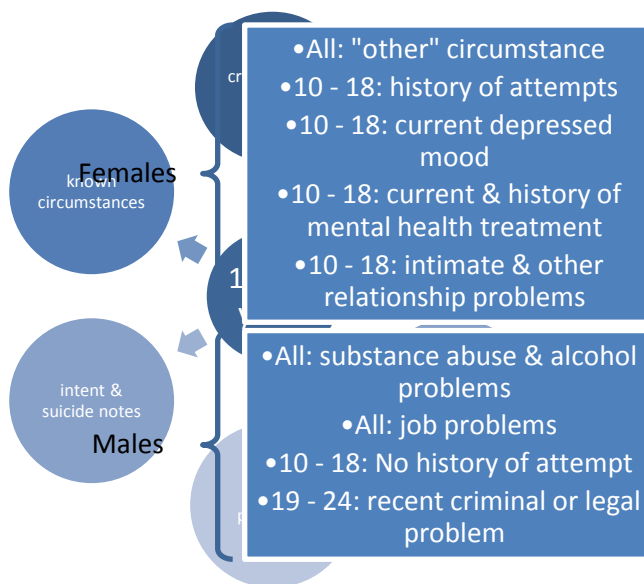 •All: "other" circumstance
•10 - 18: history of attempts
•10 - 18: current depressed
mood
•10 - 18: current & history of
mental health treatment
•10 - 18: intimate & other
relationship problems
Females
known
circumstances
•All: substance abuse & alcohol
problems
•All: job problems
•10 - 18: No history of attempt
•19 - 24: recent criminal or legal
problem
Males
intent &
suicide notes